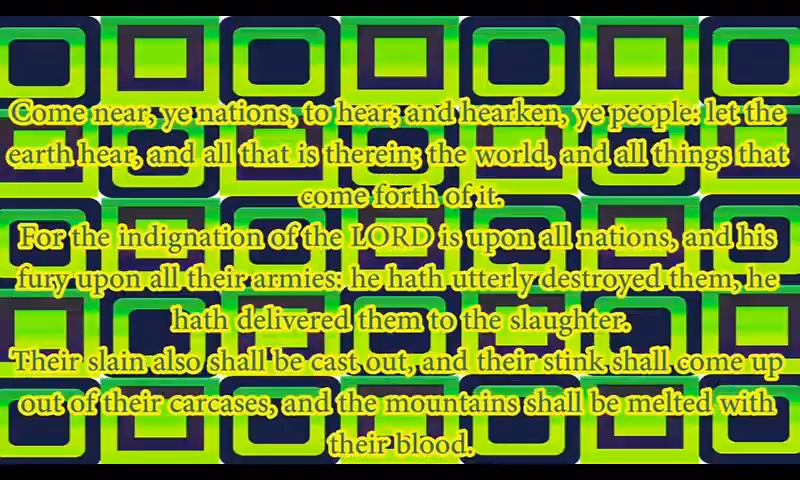 Come near, ye nations, to hear; and hearken, ye people: let the
earth hear, and all that is therein; the world, and all things that
come forth of it.
For the indignation of the LORD is upon all nations, and his
fury upon all their armies: he hath utterly destroyed them, he
hath delivered them to the slaughter.
Their slain also shall be cast out, and their stink shall come up
out of their carcases, and the mountains shall be melted with
their blood.